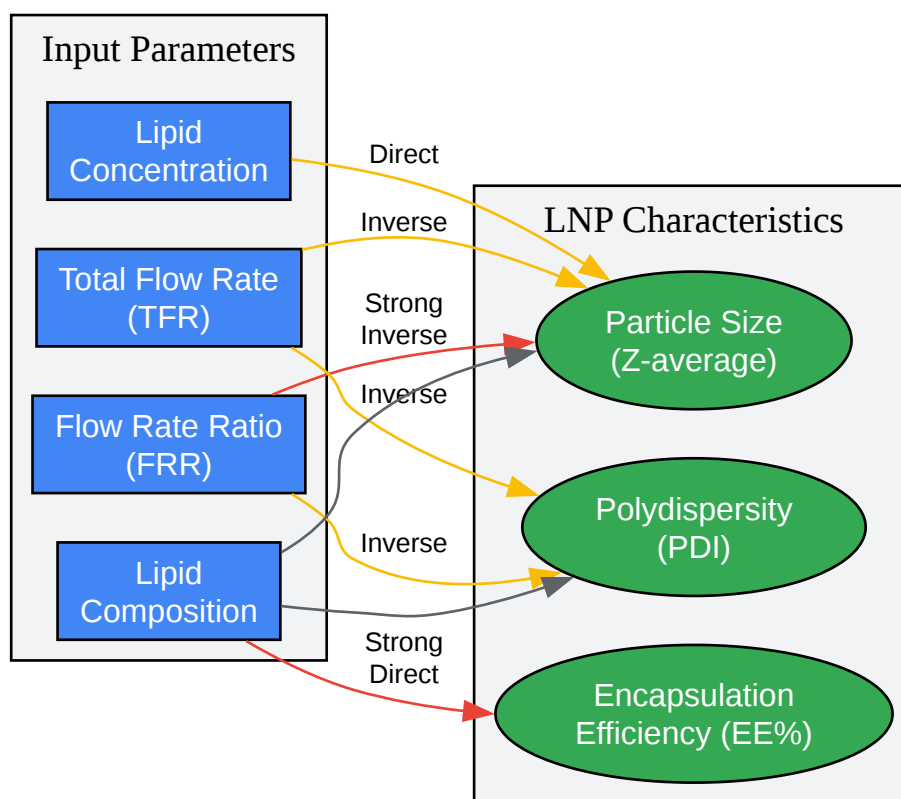 Input Parameters
Lipid
Concentration
Total Flow Rate
(TFR)
Flow Rate Ratio
(FRR)
Lipid
Composition
Direct
Inverse
Strong
Inverse
Inverse
Inverse
Strong
Direct
LNP Characteristics
Particle Size
(Z-average)
Polydispersity
(PDI)
Encapsulation
Efficiency (EE%)